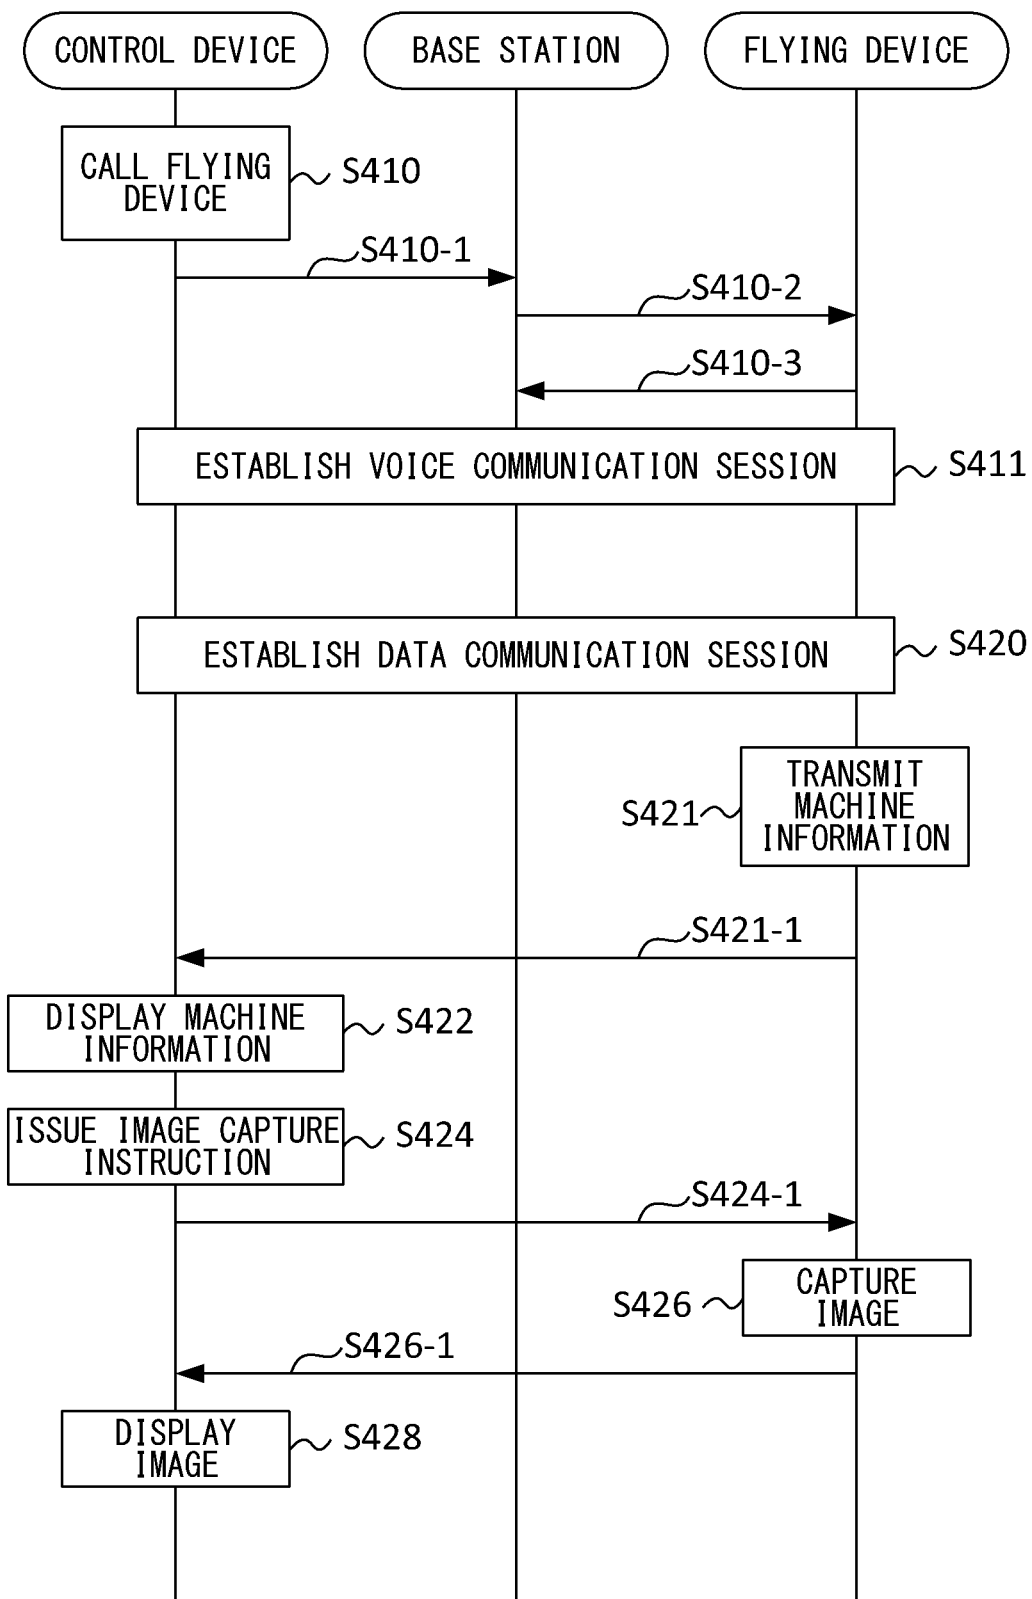 CONTROL DEVICE
BASE STATION
FLYING DEVICE
CALL FLYING
DEVICE
S410
S410-1
S410-2
S410-3
ESTABLISH VOICE COMMUNICATION SESSION
S411
ESTABLISH DATA COMMUNICATION SESSION
S420
TRANSMIT
MACHINE
INFORMATION
S421
S421-1
DISPLAY MACHINE
INFORMATION
S422
ISSUE IMAGE CAPTURE
INSTRUCTION
S424
S424-1
CAPTURE
IMAGE
S426
S426-1
DISPLAY
IMAGE
S428